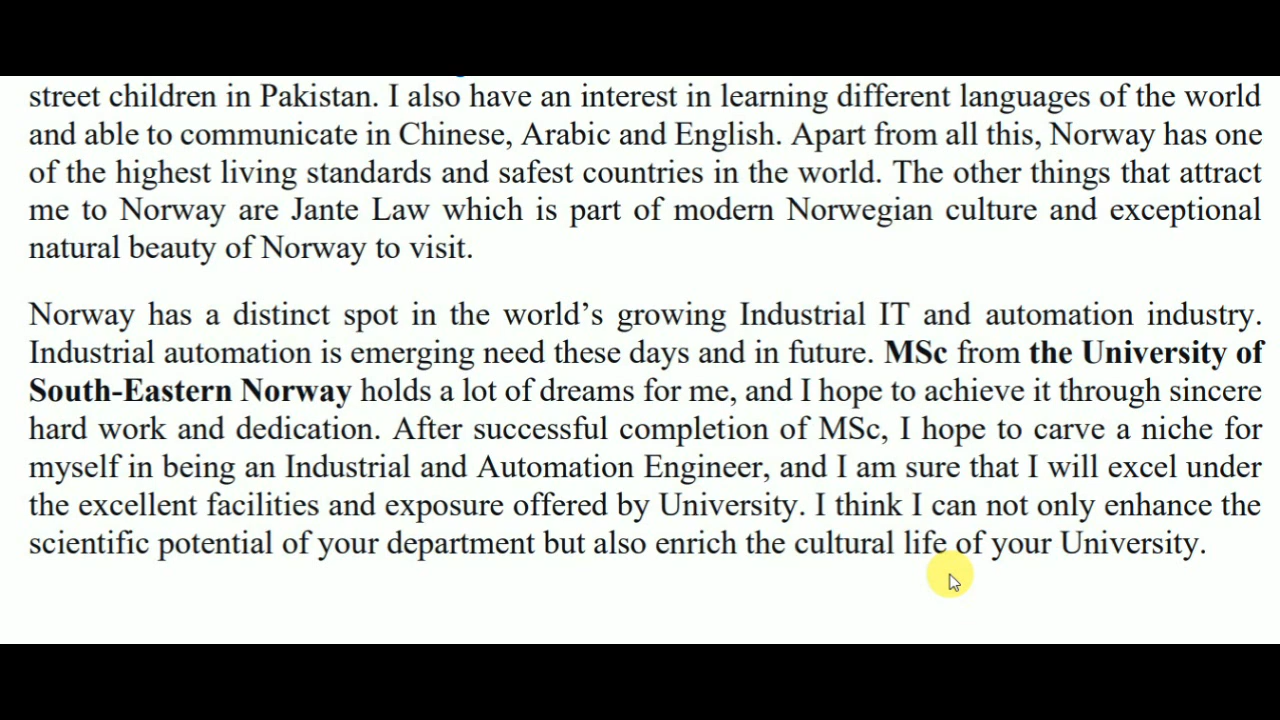 street children in Pakistan. I also have an interest in learning different languages of the world
and able to communicate in Chinese, Arabic and English. Apart from all this, Norway has one
of the highest living standards and safest countries in the world. The other things that attract
me to Norway are Jante Law which is part of modern Norwegian culture and exceptional
natural beauty of Norway to visit.
Norway has a distinct spot in the world’s growing Industrial IT and automation industry.
Industrial automation is emerging need these days and in future. MSc from the University of
South-Eastern Norway holds a lot of dreams for me, and I hope to achieve it through sincere
hard work and dedication. After successful completion of MSc, I hope to carve a niche for
myself in being an Industrial and Automation Engineer, and I am sure that I will excel under
the excellent facilities and exposure offered by University. I think I can not only enhance the
scientific potential of your department but also enrich the cultural life of your University.